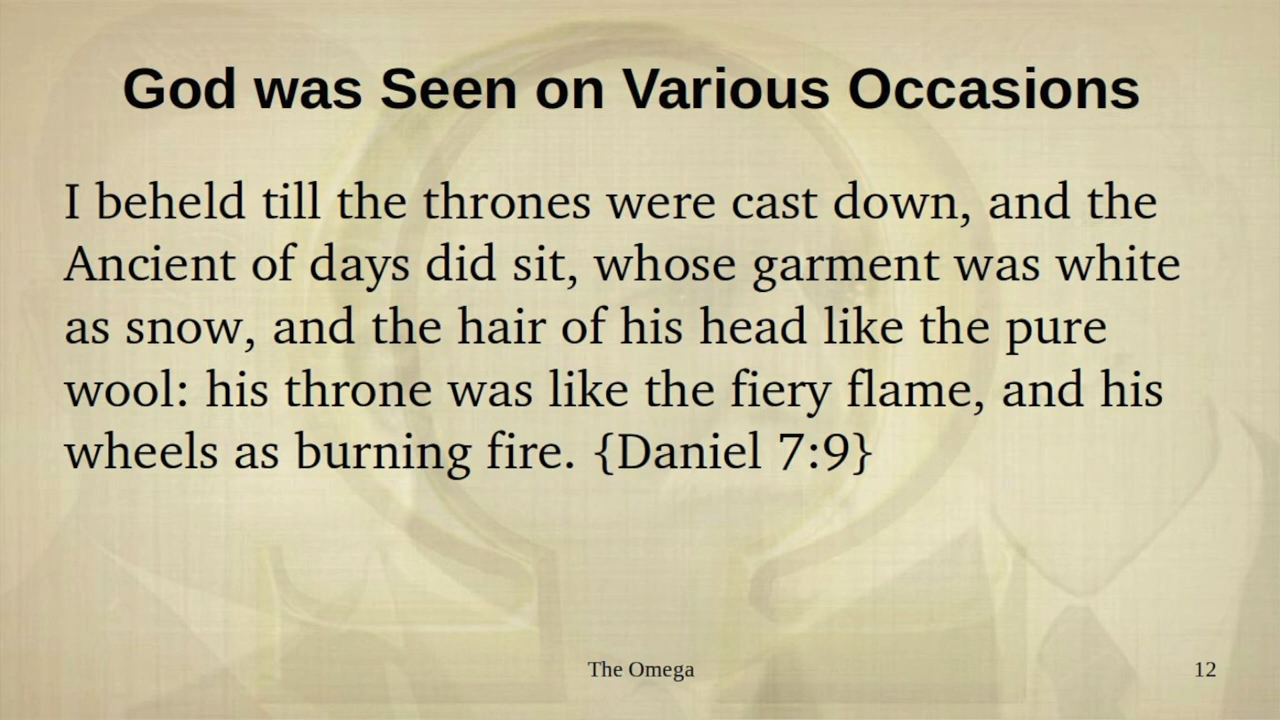 God was Seen on Various Occasions
I beheld till the thrones were cast down, and the
Ancient of days did sit, whose garment was white
as snow, and the hair of his head like the pure
wool: his throne was like the fiery flame, and his
wheels as burning fire. {Daniel 7:9}
The Omega
12